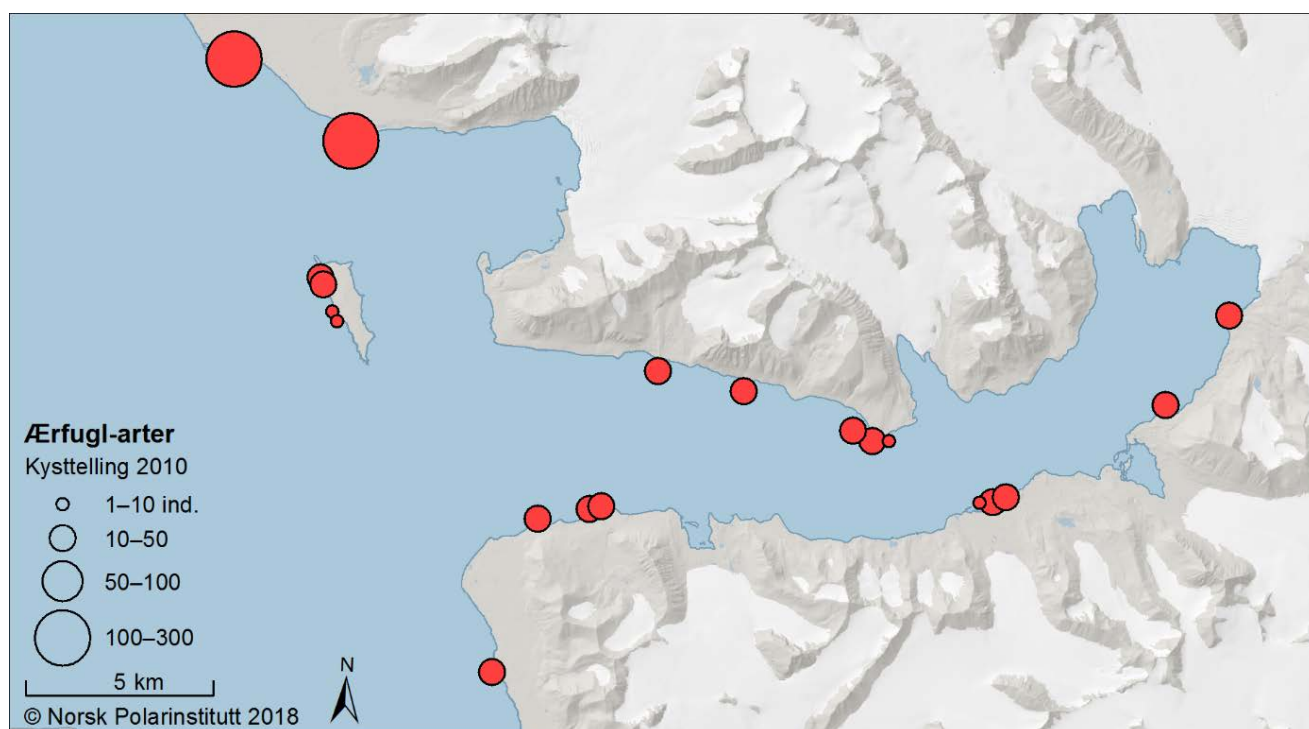 Ærfugl-arter
Kysttelling 2010
1–10 ind.
10–50
50–100
100–300
5 km
N
© Norsk Polarinstitutt 2018